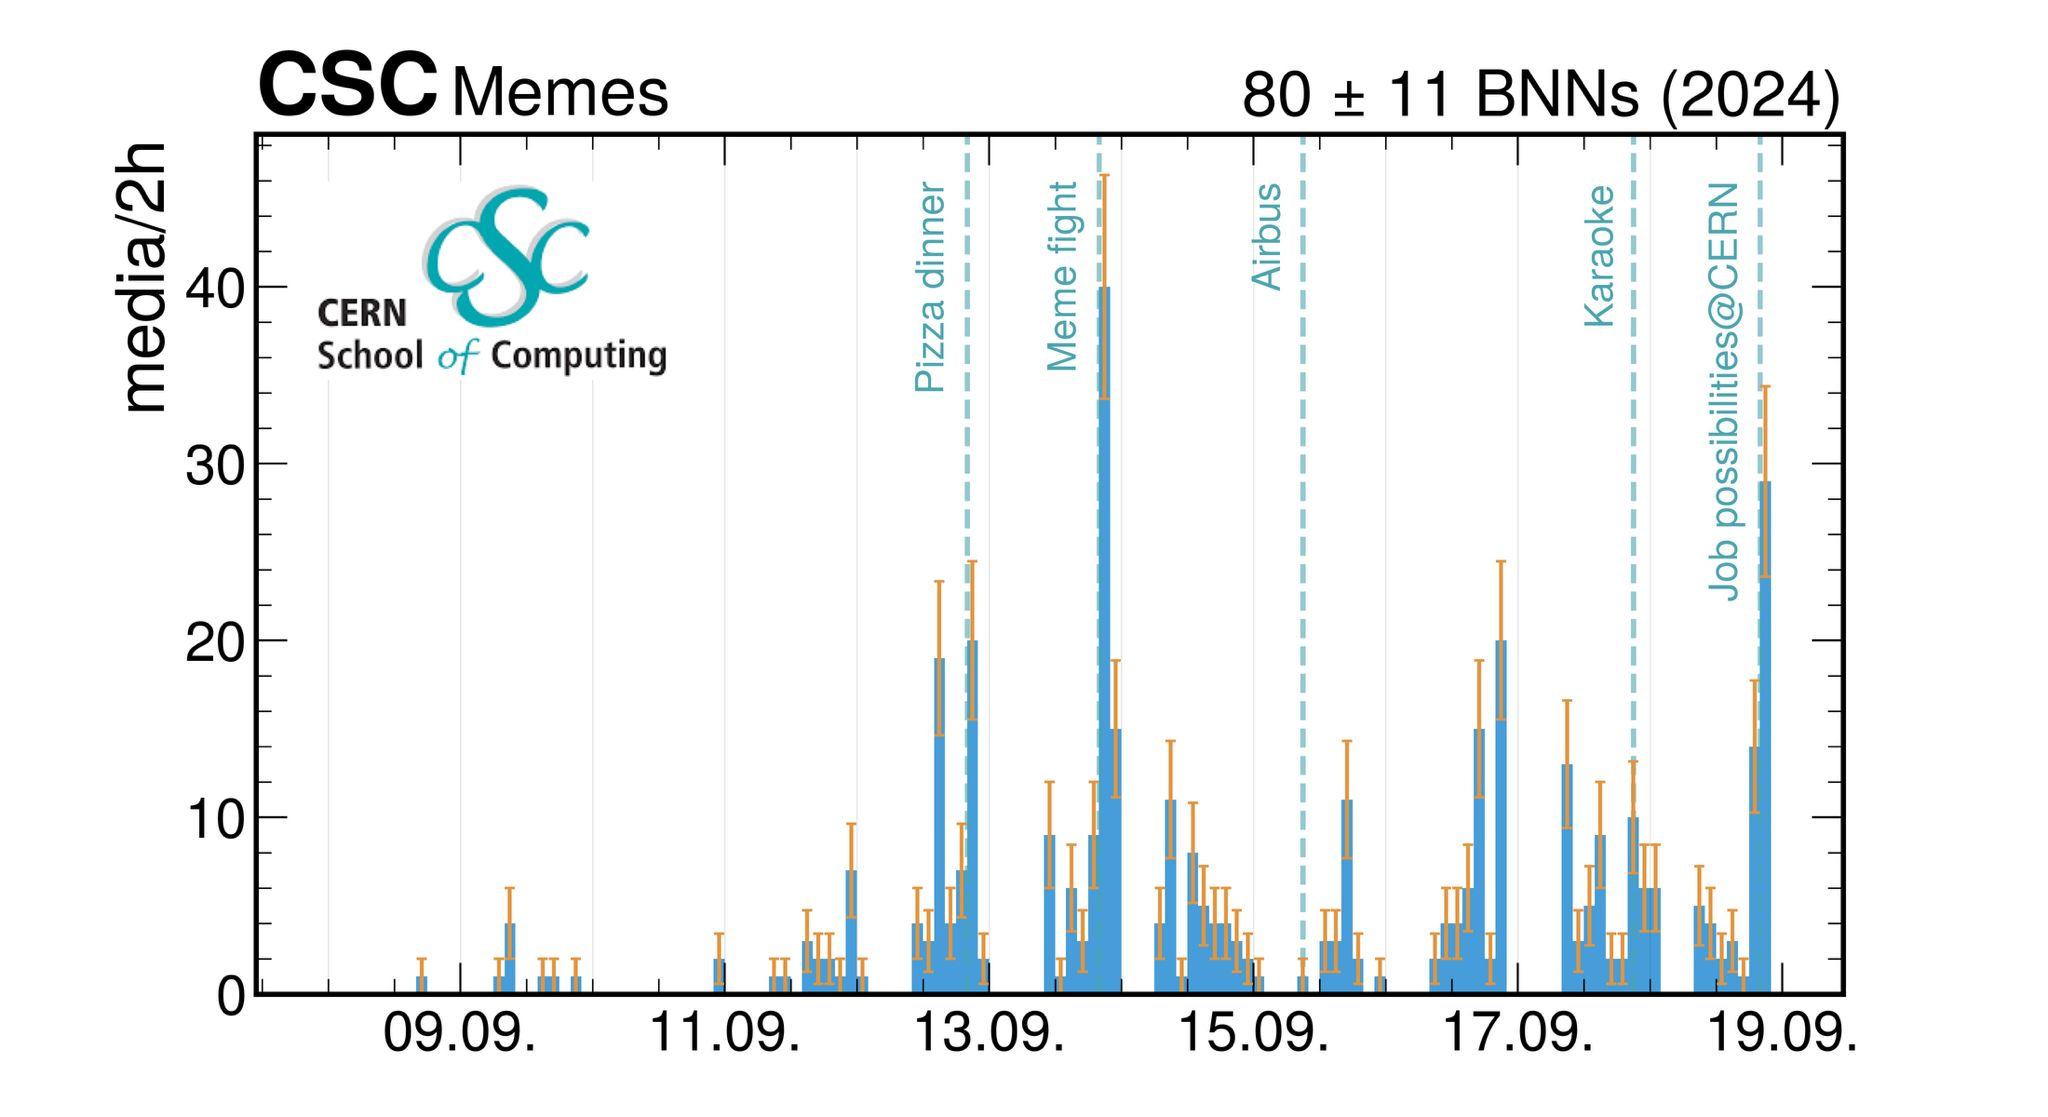 CSC Memes
80 ± 11 BNNs (2024)
media/2h
40
30
20
10
0
CSC
CERN
School of Computing
Pizza dinner
Meme fight
Airbus
Karaoke
Job possibilities@CERN
09.09.
11.09.
13.09.
15.09.
17.09.
19.09.